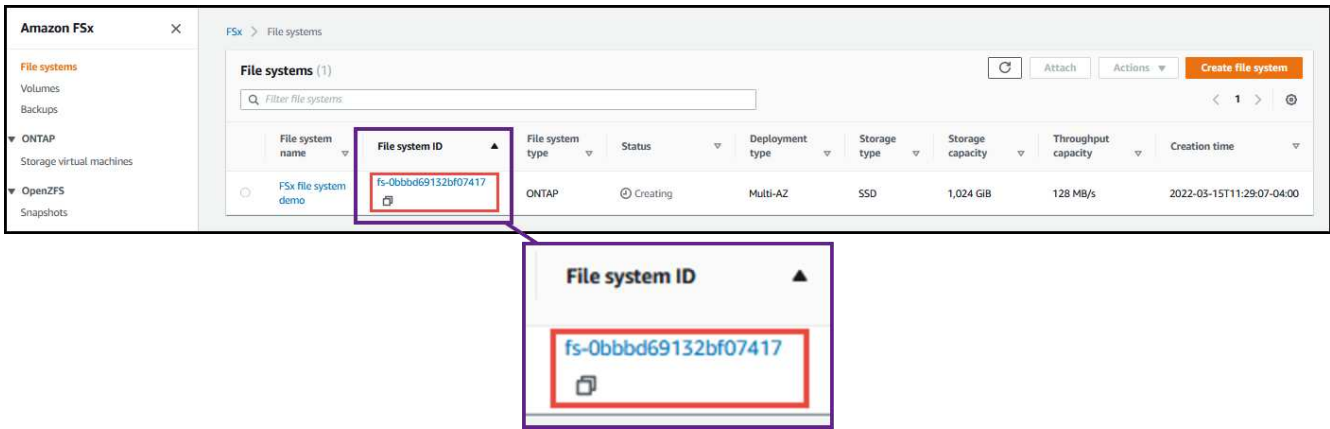 Amazon FSx
File systems
Volumes
Backups
ONTAP
Storage virtual machines
OpenZFS
Snapshots
FSx > File systems
File systems (1)
Attach
Actions
Create file system
Filter file systems
< 1 >
File system name
File system ID
File system type
Status
Deployment type
Storage type
Storage capacity
Throughput capacity
Creation time
FSx file system demo
fs-0bbbd69132bf07417
ONTAP
Creating
Multi-AZ
SSD
1,024 GiB
128 MB/s
2022-03-15T11:29:07-04:00
File system ID
fs-0bbbd69132bf07417